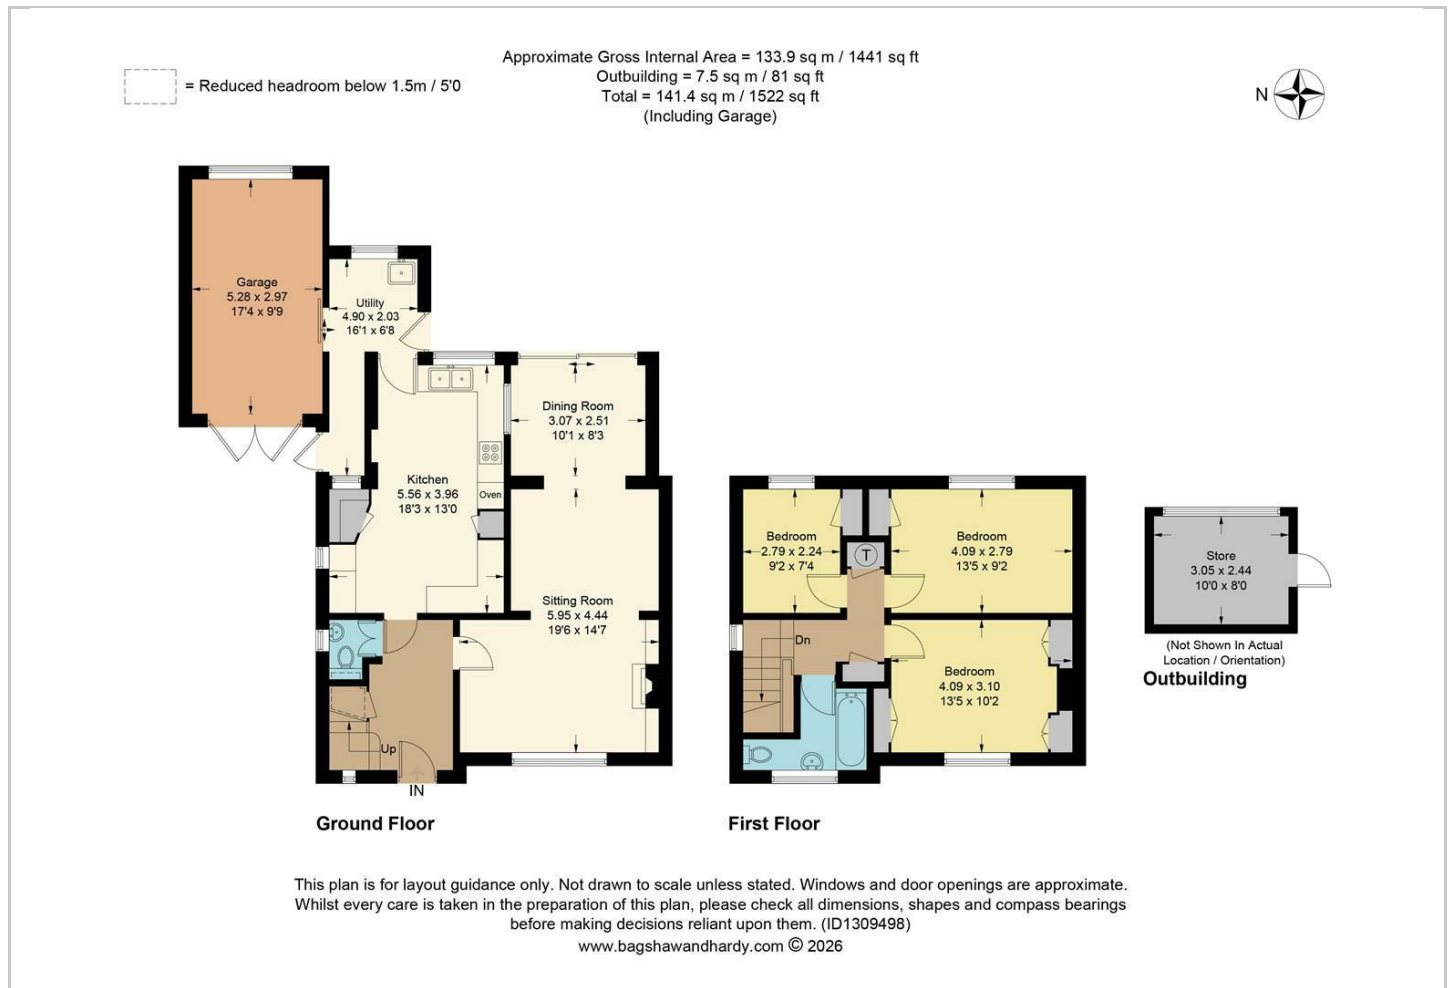 Approximate Gross Internal Area = 133.9 sq m / 1441 sq ft
Outbuilding = 7.5 sq m / 81 sq ft
Total = 141.4 sq m / 1522 sq ft
(Including Garage)
= Reduced headroom below 1.5m / 5'0
N
Garage
5.28 x 2.97
17'4 x 9'9
Utility
4.90 x 2.03
16'1 x 6'8
Dining Room
3.07 x 2.51
10'1 x 8'3
Kitchen
5.56 x 3.96
18'3 x 13'0
Oven
Sitting Room
5.95 x 4.44
19'6 x 14'7
Up
IN
Ground Floor
Bedroom
2.79 x 2.24
9'2 x 7'4
T
Bedroom
4.09 x 2.79
13'5 x 9'2
Dn
Bedroom
4.09 x 3.10
13'5 x 10'2
First Floor
Store
3.05 x 2.44
10'0 x 8'0
(Not Shown In Actual
Location / Orientation)
Outbuilding
This plan is for layout guidance only. Not drawn to scale unless stated. Windows and door openings are approximate.
Whilst every care is taken in the preparation of this plan, please check all dimensions, shapes and compass bearings
before making decisions reliant upon them. (ID1309498)
www.bagshawandhardy.com © 2026